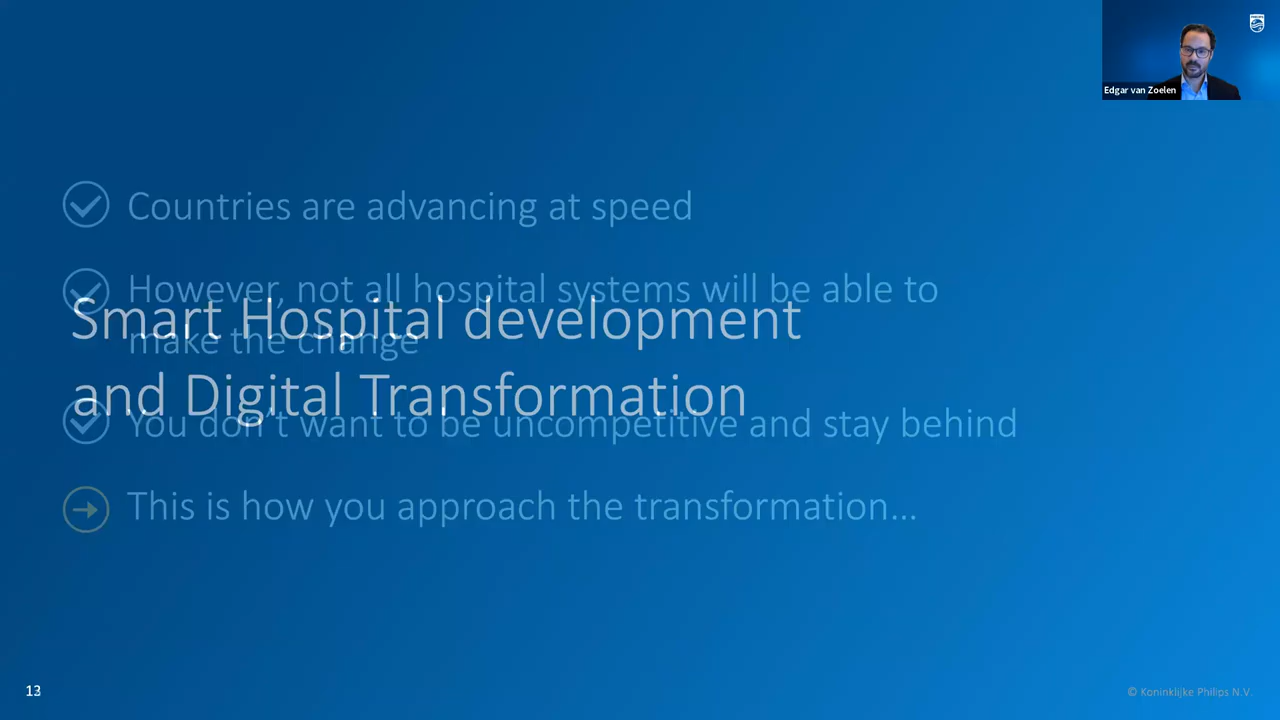 Edgar van Zoelen
Countries are advancing at speed
However, not all hospital systems will be able to
make the change
Smart Hospital development
and Digital Transformation
You don't want to be uncompetitive and stay behind
This is how you approach the transformation...
13
© Koninklijke Philips N.V.